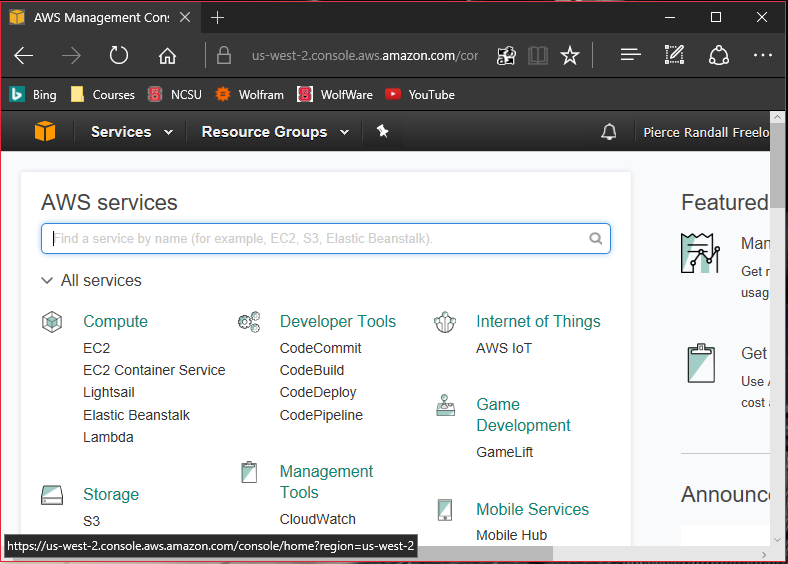 AWS Management Cons
us-west-2.console.aws.amazon.com/cor
Bing Courses NCSU Wolfram WolfWare YouTube
Services Resource Groups Pierce Randall Freelo
AWS services
Find a service by name (for example, EC2, S3, Elastic Beanstalk).
All services
Compute
EC2
EC2 Container Service
Lightsail
Elastic Beanstalk
Lambda
Storage
S3
Developer Tools
CodeCommit
CodeBuild
CodeDeploy
CodePipeline
Management
Tools
CloudWatch
Internet of Things
AWS IoT
Game
Development
GameLift
Mobile Services
Mobile Hub
Featured
Man
Get r
usag
Get
Use A
cost a
Announc
https://us-west-2.console.aws.amazon.com/console/home?region=us-west-2